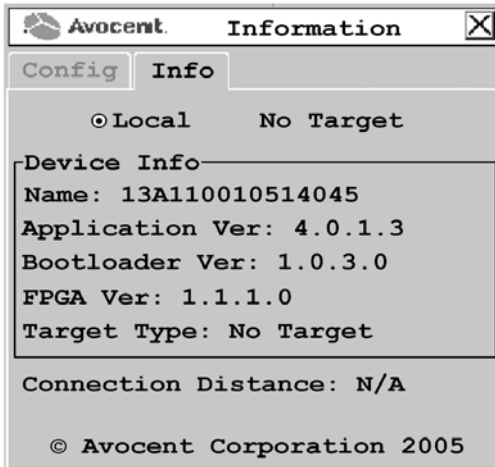 Avocent. Information
Config Info
Local No Target
Device Info
Name: 13A110010514045
Application Ver: 4.0.1.3
Bootloader Ver: 1.0.3.0
FPGA Ver: 1.1.1.0
Target Type: No Target
Connection Distance: N/A
© Avocent Corporation 2005